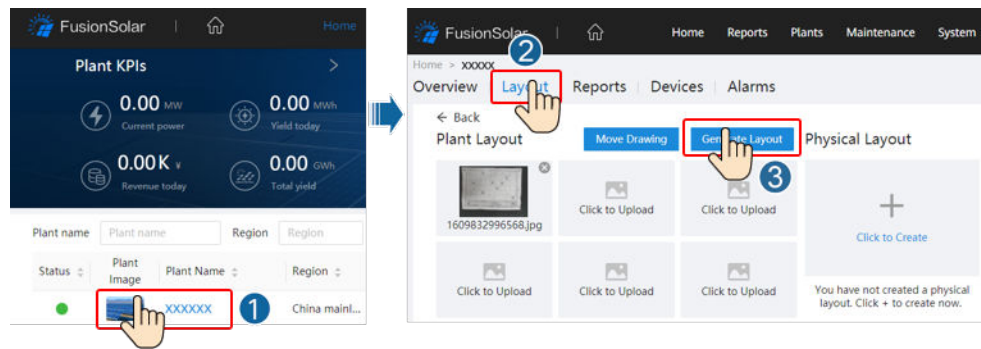 FusionSolar Home
Plant KPIs >
0.00 MW 0.00 MWh
Current power Yield today
0.00K ¥ 0.00 GWh
Revenue today Total yield
Plant name Plant name Region Region
Status Plant Image Plant Name Region
XXXXXX 1 China mainl...
FusionSolar Home Reports Plants Maintenance System
2
Home > XXXXX
Overview Layout Reports Devices Alarms
← Back
Plant Layout Move Drawing Generate Layout Physical Layout
3
1609832996568.jpg Click to Upload Click to Upload
Click to Create
Click to Upload Click to Upload Click to Upload
You have not created a physical
layout. Click + to create now.